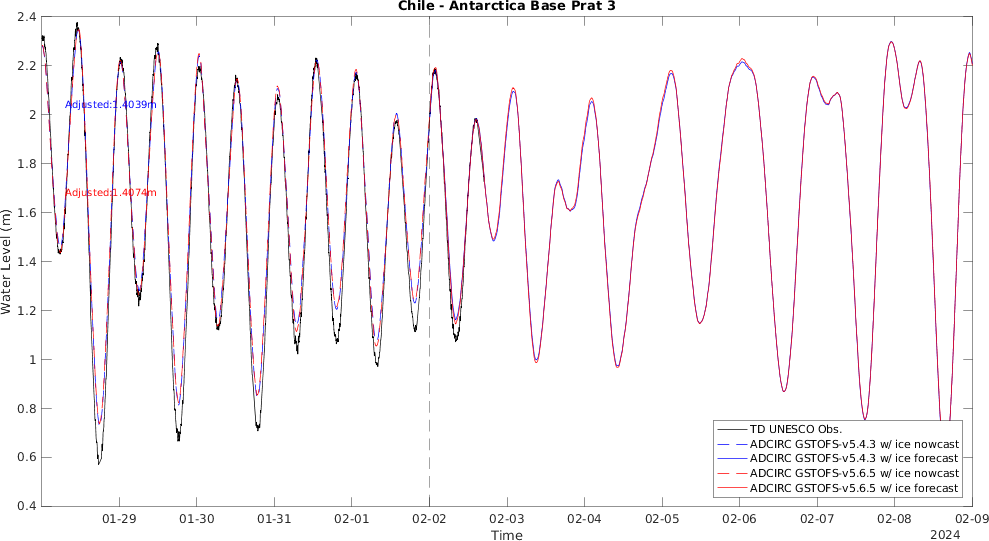 Chile - Antarctica Base Prat 3
2.4
2.2
2
1.8
1.6
1.4
1.2
1
0.8
0.6
0.4
Water Level (m)
Adjusted:1.4039m
Adjusted:1.4074m
TD UNESCO Obs.
ADCIRC GSTOFS-v5.4.3 w/ ice nowcast
ADCIRC GSTOFS-v5.4.3 w/ ice forecast
ADCIRC GSTOFS-v5.6.5 w/ ice nowcast
ADCIRC GSTOFS-v5.6.5 w/ ice forecast
01-29 01-30 01-31 02-01 02-02 02-03 02-04 02-05 02-06 02-07 02-08 02-09
Time
2024